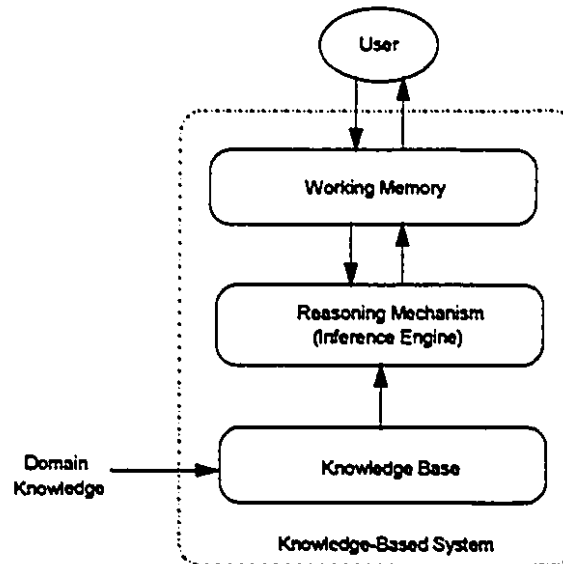 User
Working Memory
Reasoning Mechanism
(Inference Engine)
Domain
Knowledge
Knowledge Base
Knowledge-Based System